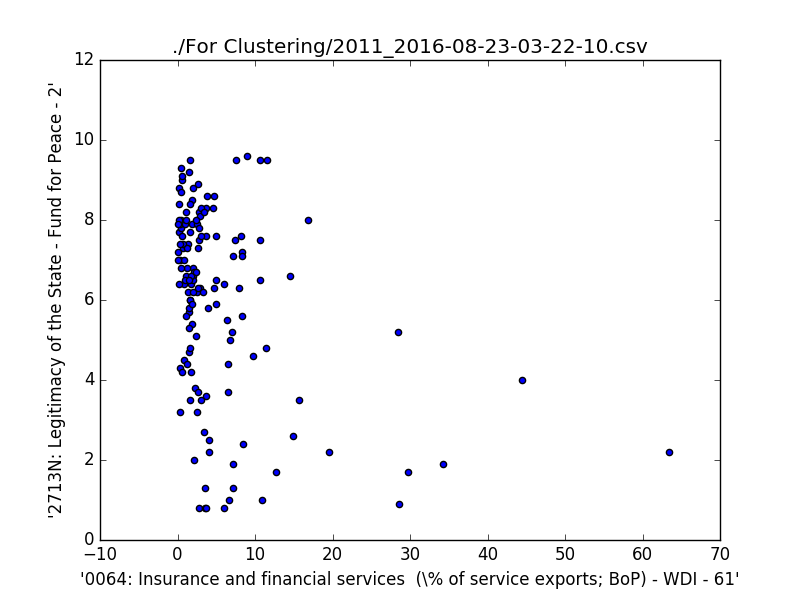 ./For Clustering/2011_2016-08-23-03-22-10.csv
12
10
8
6
4
2
0
'2713N: Legitimacy of the State - Fund for Peace - 2'
−10 0 10 20 30 40 50 60 70
'0064: Insurance and financial services  (\% of service exports; BoP) - WDI - 61'